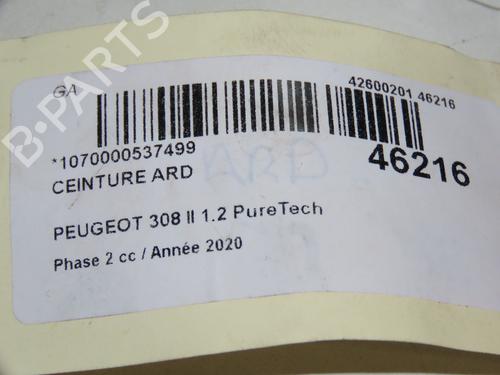 GA
42600201 46216
*1070000537499
ARD
46216
CEINTURE ARD
PEUGEOT 308 II 1.2 PureTech
Phase 2 cc / Année 2020
B-PARTS